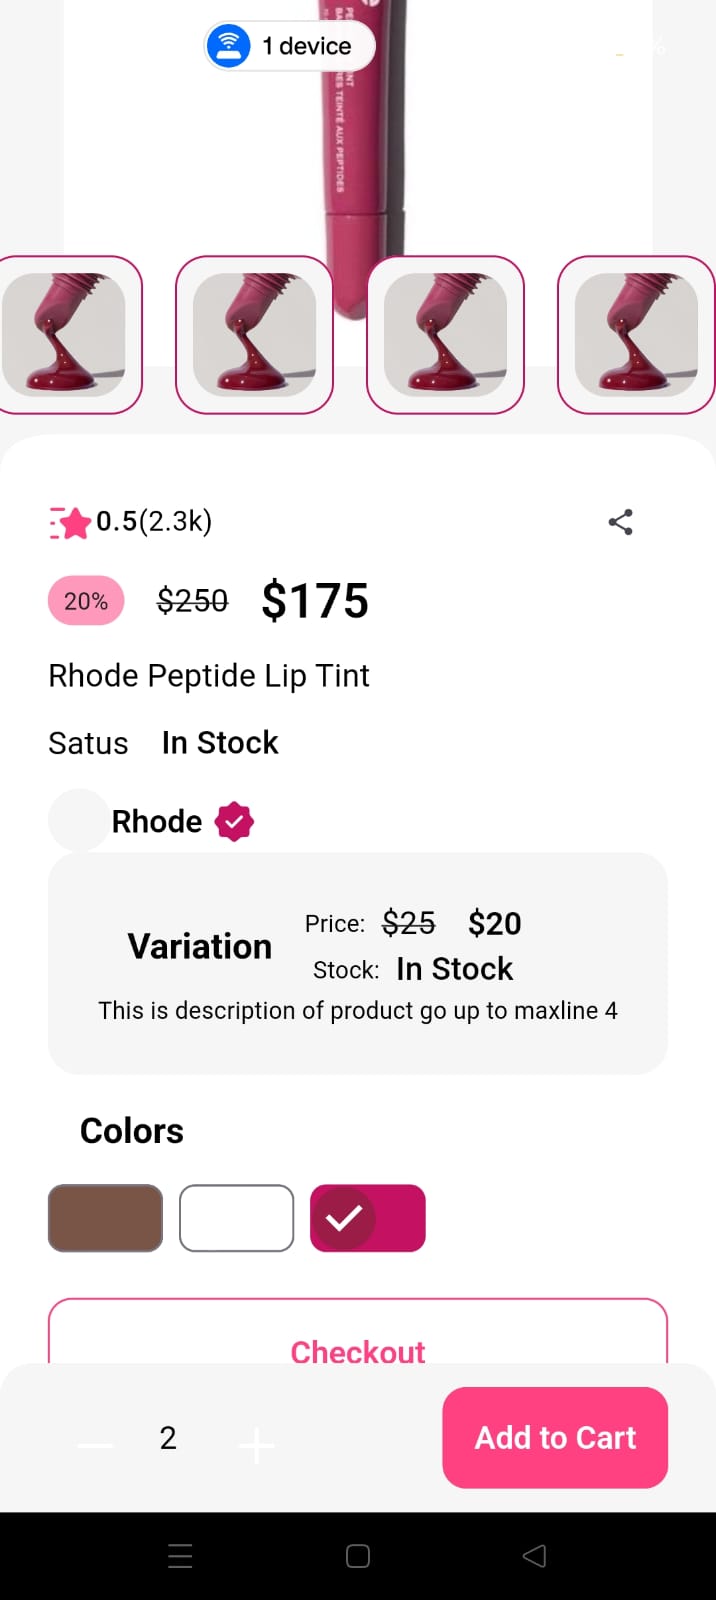 1 device
TEINTÉ AUX PEPTIDES
0.5(2.3k)
20% $250 $175
Rhode Peptide Lip Tint
Satus In Stock
Rhode
Variation
Price: $25 $20
Stock: In Stock
This is description of product go up to maxline 4
Colors
Checkout
2
Add to Cart